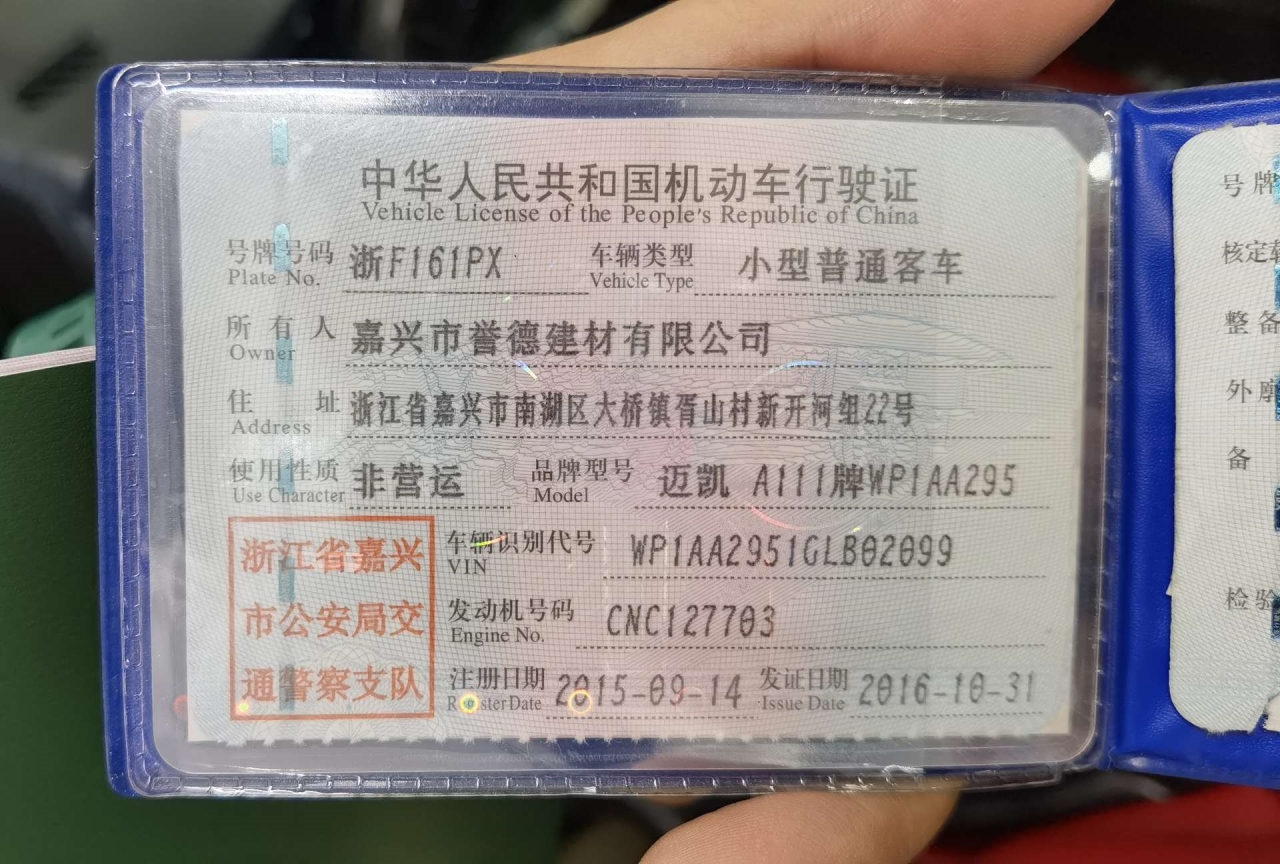 中华人民共和国机动车行驶证
Vehicle License of the People's Republic of China
号牌号码 浙F161PX 车辆类型 小型普通客车
Plate No. Vehicle Type
所有人 嘉兴市誉德建材有限公司
Owner
住址 浙江省嘉兴市南湖区大桥镇胥山村新开河组22号
Address
使用性质 非营运 品牌型号 迈凯 A111牌WP1AA295
Use Character Model
浙江省嘉兴
市公安局交
通警察支队
车辆识别代号 WP1AA2951GLB02099
VIN
发动机号码 CNC127703
Engine No.
注册日期 2015-09-14 发证日期 2016-10-31
Register Date Issue Date
号牌
核定
整备
外廓
备
检验